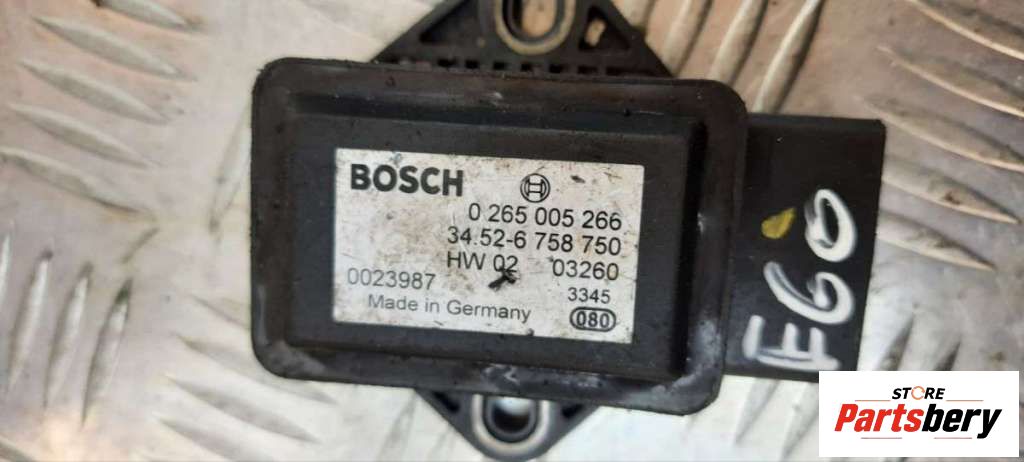 BOSCH
0 265 005 266
34.52-6 758 750
HW 02 03260
0023987 3345
Made in Germany 080
E60
STORE
Partsbery